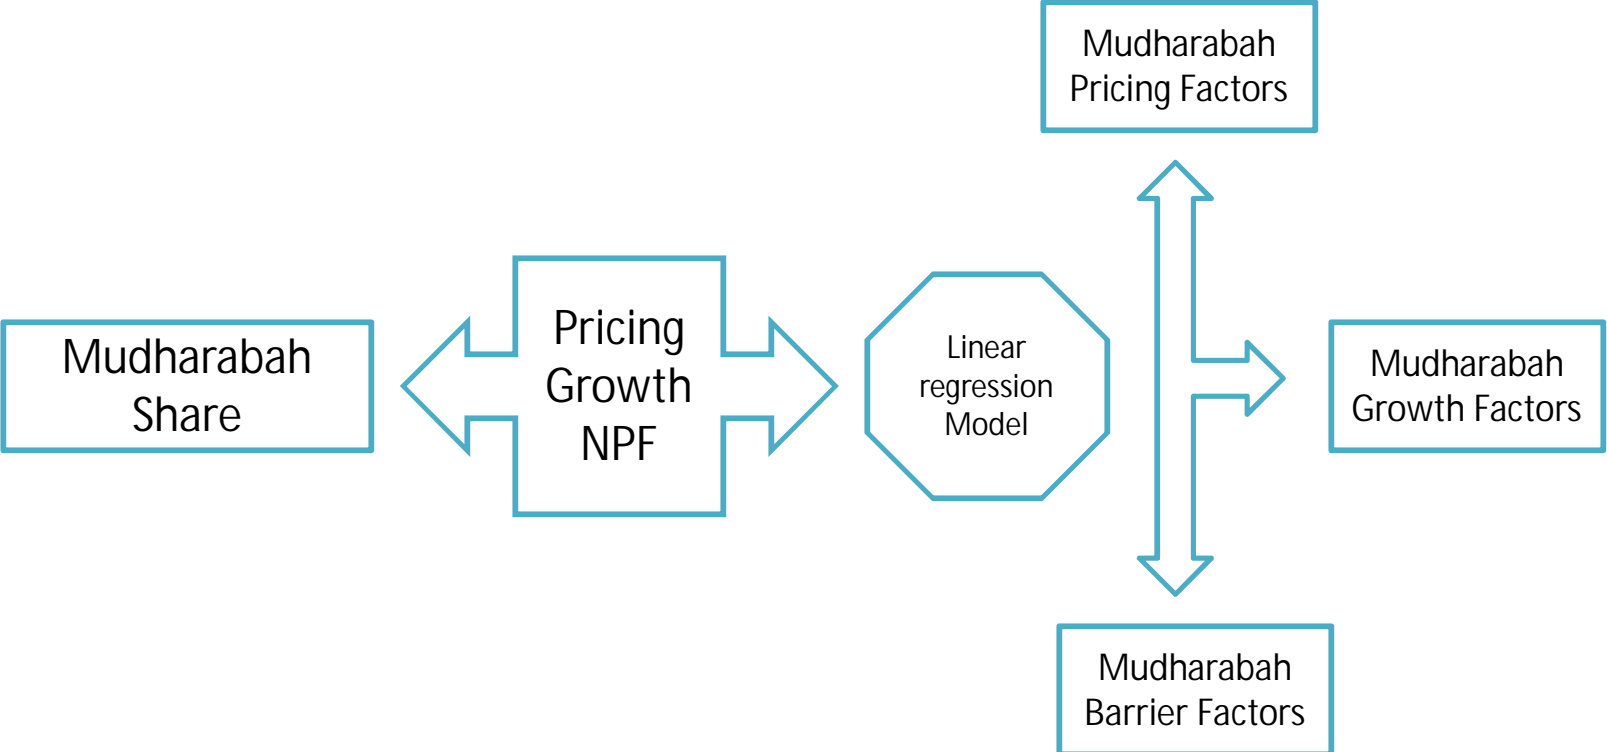 Mudharabah
Share
Pricing
Growth
NPF
Linear
regression
Model
Mudharabah
Pricing Factors
Mudharabah
Growth Factors
Mudharabah
Barrier Factors